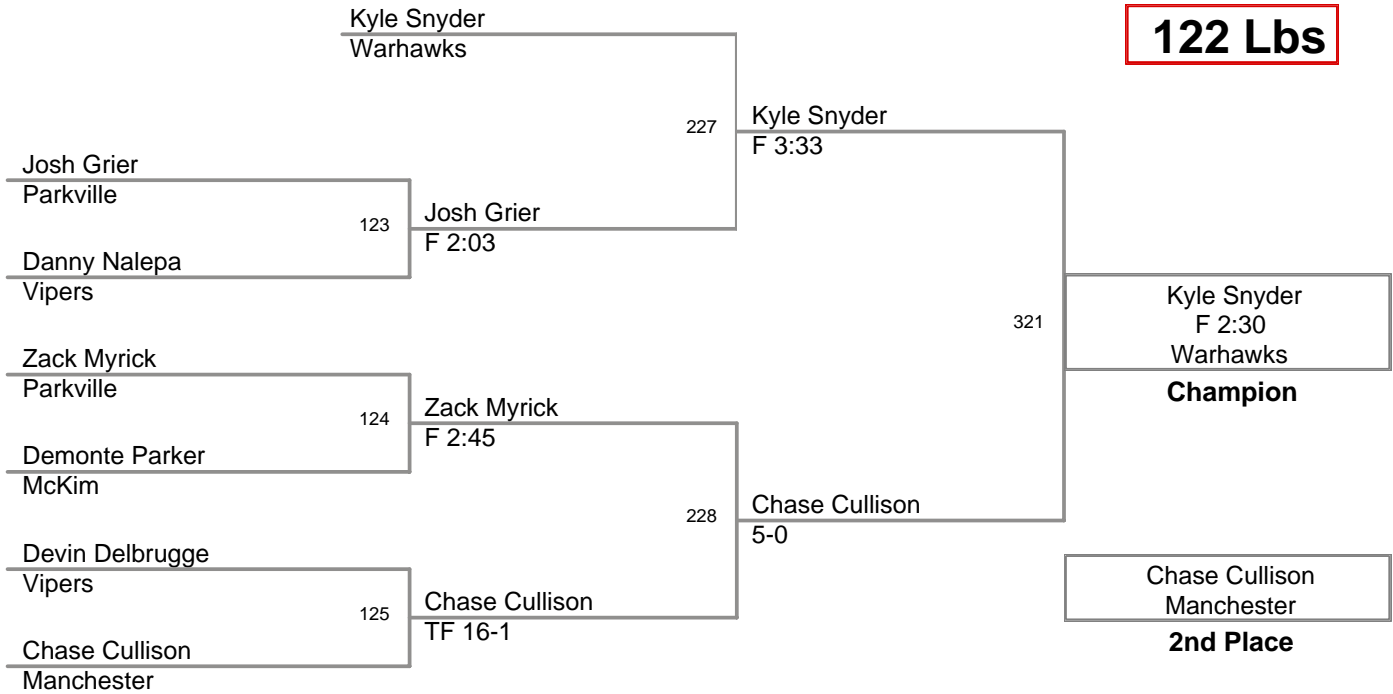 Kyle Snyder
Warhawks
122 Lbs
227
Kyle Snyder
F 3:33
Josh Grier
Parkville
123
Josh Grier
F 2:03
Danny Nalepa
Vipers
321
Kyle Snyder
F 2:30
Warhawks
Champion
Zack Myrick
Parkville
124
Zack Myrick
F 2:45
Demonte Parker
McKim
228
Chase Cullison
5-0
Devin Delbrugge
Vipers
125
Chase Cullison
TF 16-1
Chase Cullison
Manchester
Chase Cullison
Manchester
2nd Place